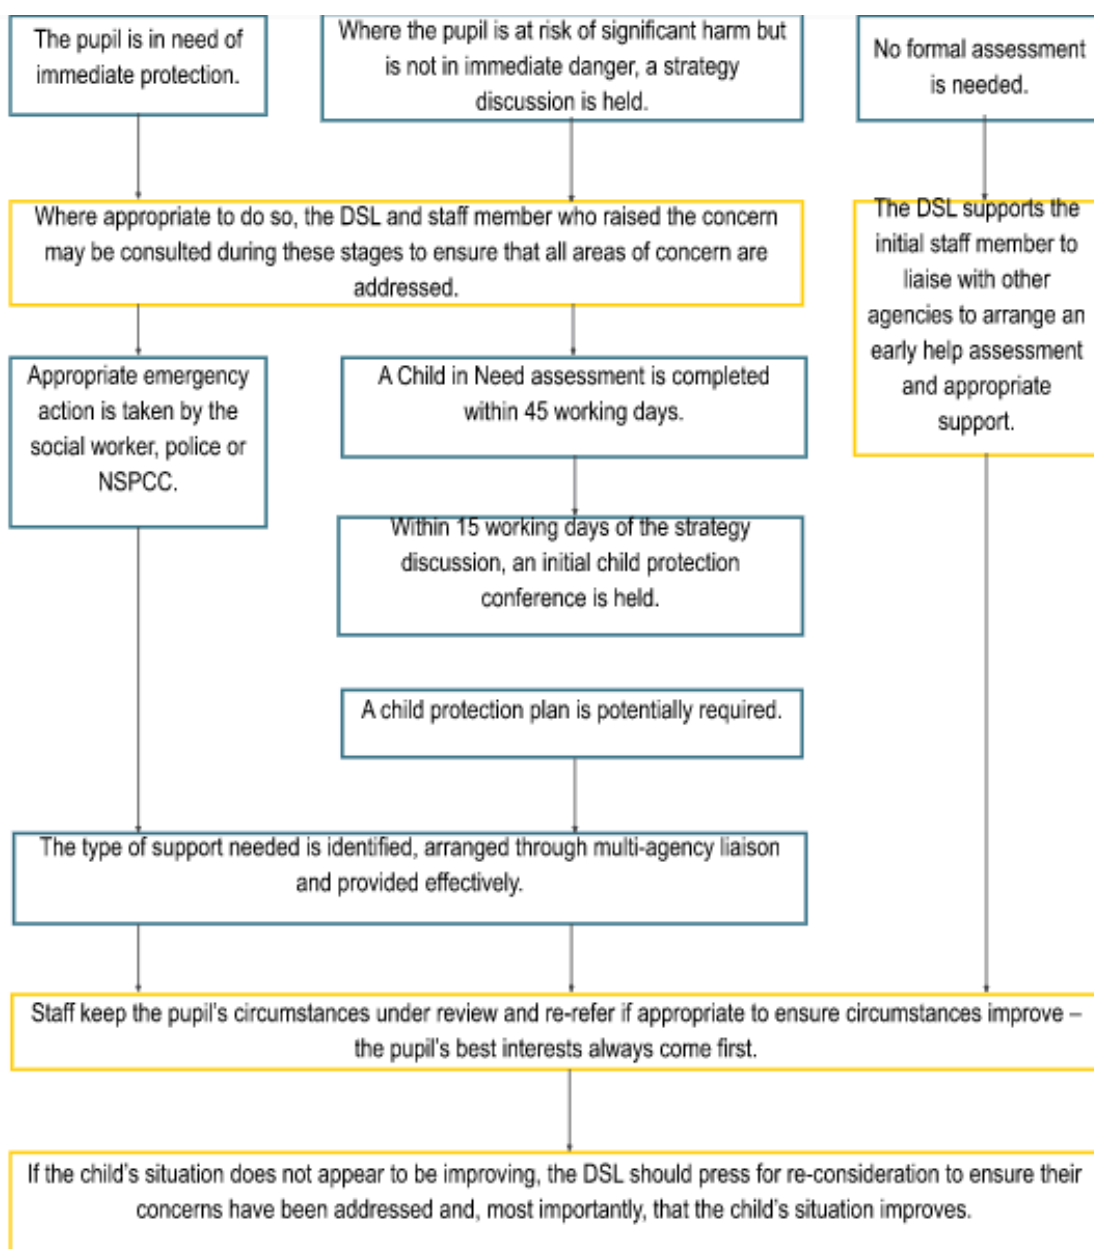 The pupil is in need of
immediate protection.
Where the pupil is at risk of significant harm but
is not in immediate danger, a strategy
discussion is held.
No formal assessment
is needed.
Where appropriate to do so, the DSL and staff member who raised the concern
may be consulted during these stages to ensure that all areas of concern are
addressed.
The DSL supports the
initial staff member to
liaise with other
agencies to arrange an
early help assessment
and appropriate
support.
Appropriate emergency
action is taken by the
social worker, police or
NSPCC.
A Child in Need assessment is completed
within 45 working days.
Within 15 working days of the strategy
discussion, an initial child protection
conference is held.
A child protection plan is potentially required.
The type of support needed is identified, arranged through multi-agency liaison
and provided effectively.
Staff keep the pupil's circumstances under review and re-refer if appropriate to ensure circumstances improve –
the pupil's best interests always come first.
If the child's situation does not appear to be improving, the DSL should press for re-consideration to ensure their
concerns have been addressed and, most importantly, that the child's situation improves.